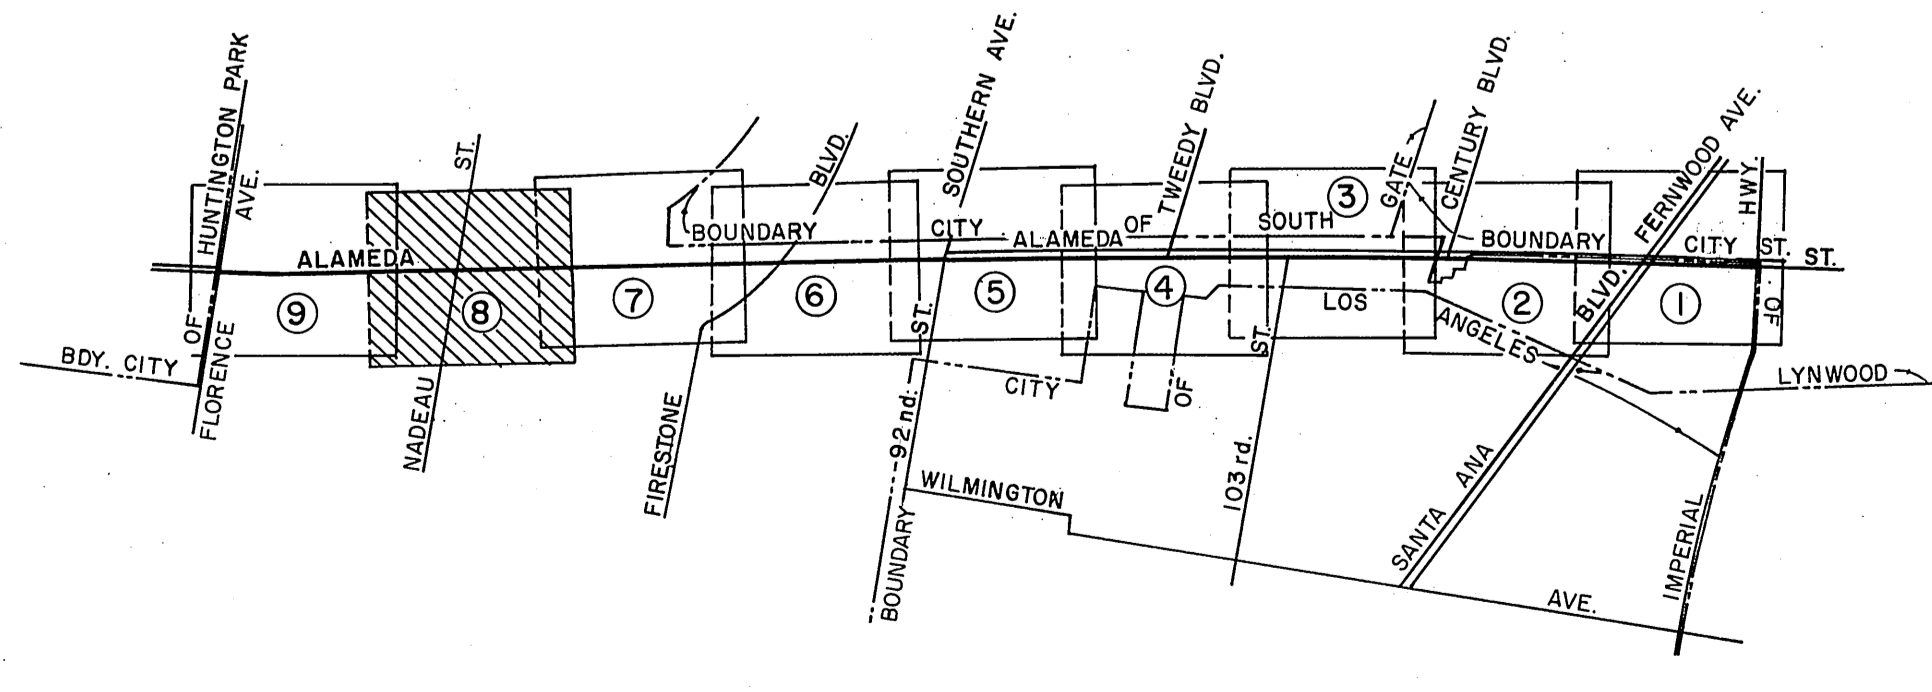 HUNTINGTON PARK
AVE.
OF
FLORENCE
BDY. CITY
ALAMEDA
NADEAU
ST.
FIRESTONE
BLVD.
BOUNDARY
CITY
OF
SOUTH
GATE
ALAMEDA
SOUTHERN AVE.
TWEEDY BLVD.
CENTURY BLVD.
FERNWOOD AVE.
HWY.
BOUNDARY
CITY
ST.
ST.
OF
LYNWOOD
9
8
7
6
5
4
3
2
1
BOUNDARY
92nd.
ST.
CITY
OF
LOS
ANGELES
103rd.
ST.
WILMINGTON
AVE.
SANTA
ANA
BLVD.
IMPERIAL